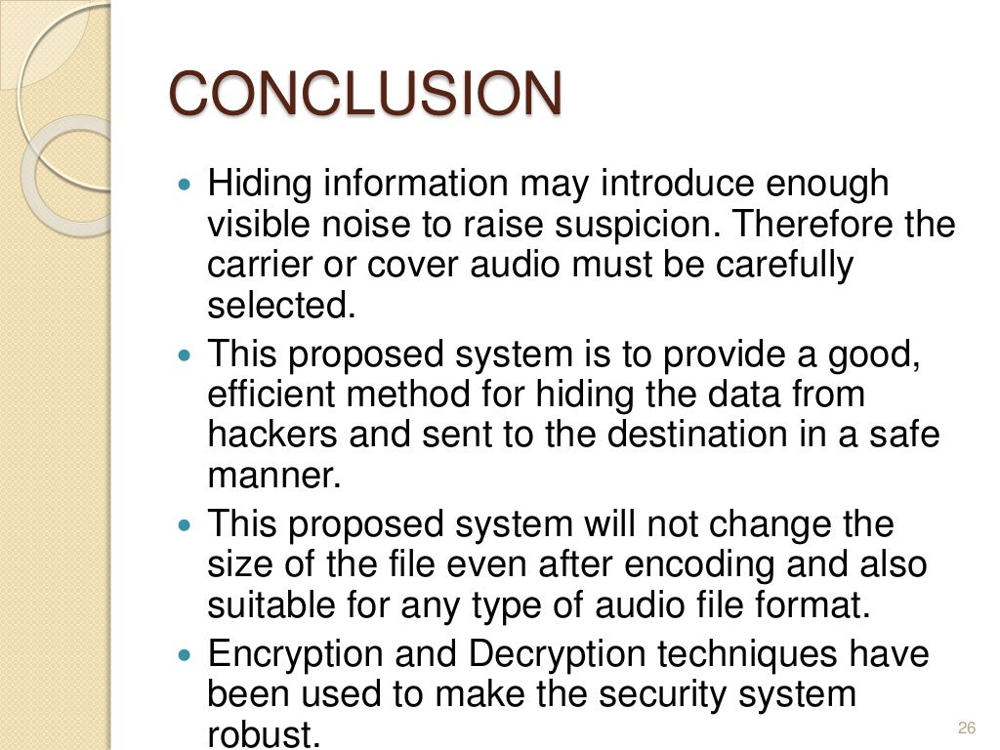 CONCLUSION
• Hiding information may introduce enough
visible noise to raise suspicion. Therefore the
carrier or cover audio must be carefully
selected.
• This proposed system is to provide a good,
efficient method for hiding the data from
hackers and sent to the destination in a safe
manner.
• This proposed system will not change the
size of the file even after encoding and also
suitable for any type of audio file format.
• Encryption and Decryption techniques have
been used to make the security system
robust.
26